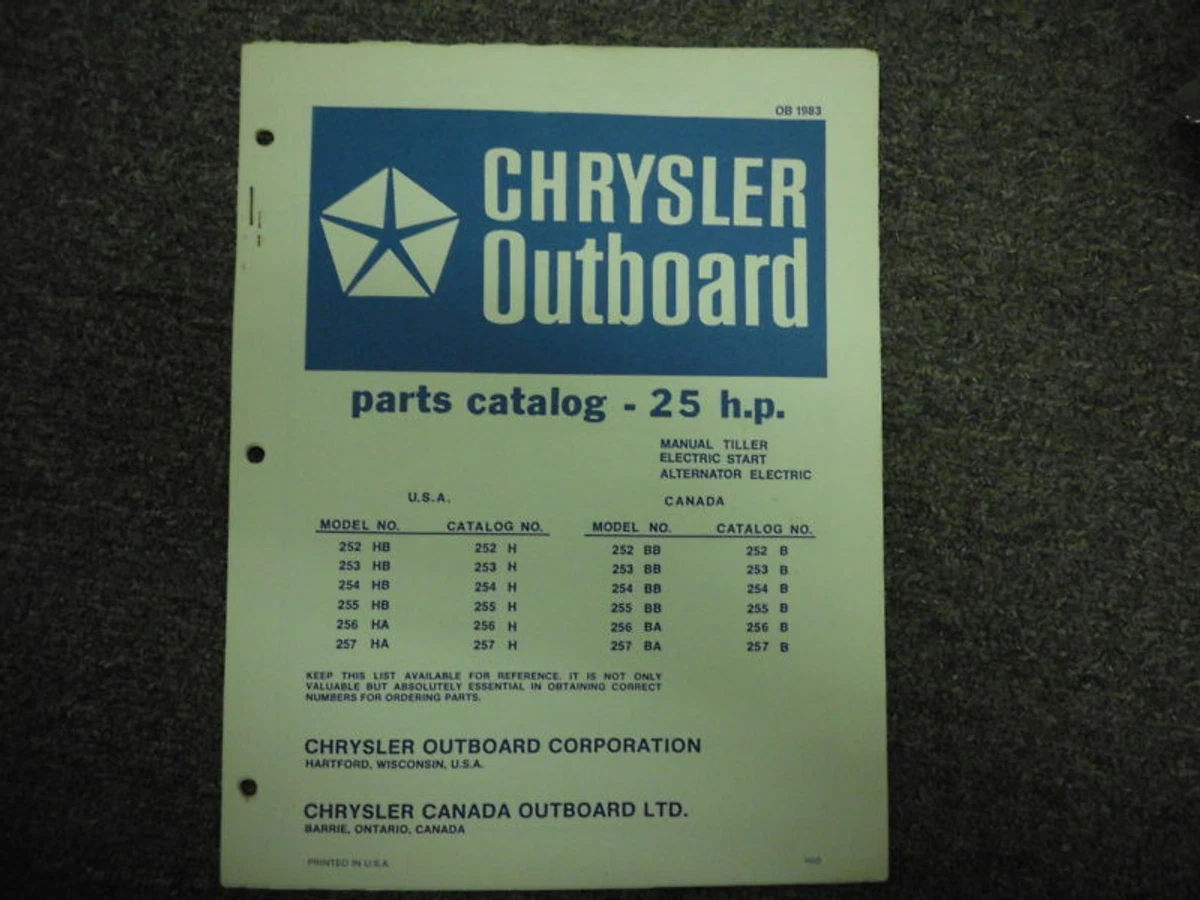 OB 1983
CHRYSLER
Outboard
parts catalog - 25 h.p.
MANUAL TILLER
ELECTRIC START
ALTERNATOR ELECTRIC
U.S.A. CANADA
MODEL NO. CATALOG NO. MODEL NO. CATALOG NO.
252 HB 252 H 252 BB 252 B
253 HB 253 H 253 BB 253 B
254 HB 254 H 254 BB 254 B
255 HB 255 H 255 BB 255 B
256 HA 256 H 256 BA 256 B
257 HA 257 H 257 BA 257 B
KEEP THIS LIST AVAILABLE FOR REFERENCE. IT IS NOT ONLY
VALUABLE BUT ABSOLUTELY ESSENTIAL IN OBTAINING CORRECT
NUMBERS FOR ORDERING PARTS.
CHRYSLER OUTBOARD CORPORATION
HARTFORD, WISCONSIN, U.S.A.
CHRYSLER CANADA OUTBOARD LTD.
BARRIE, ONTARIO, CANADA
PRINTED IN U.S.A.